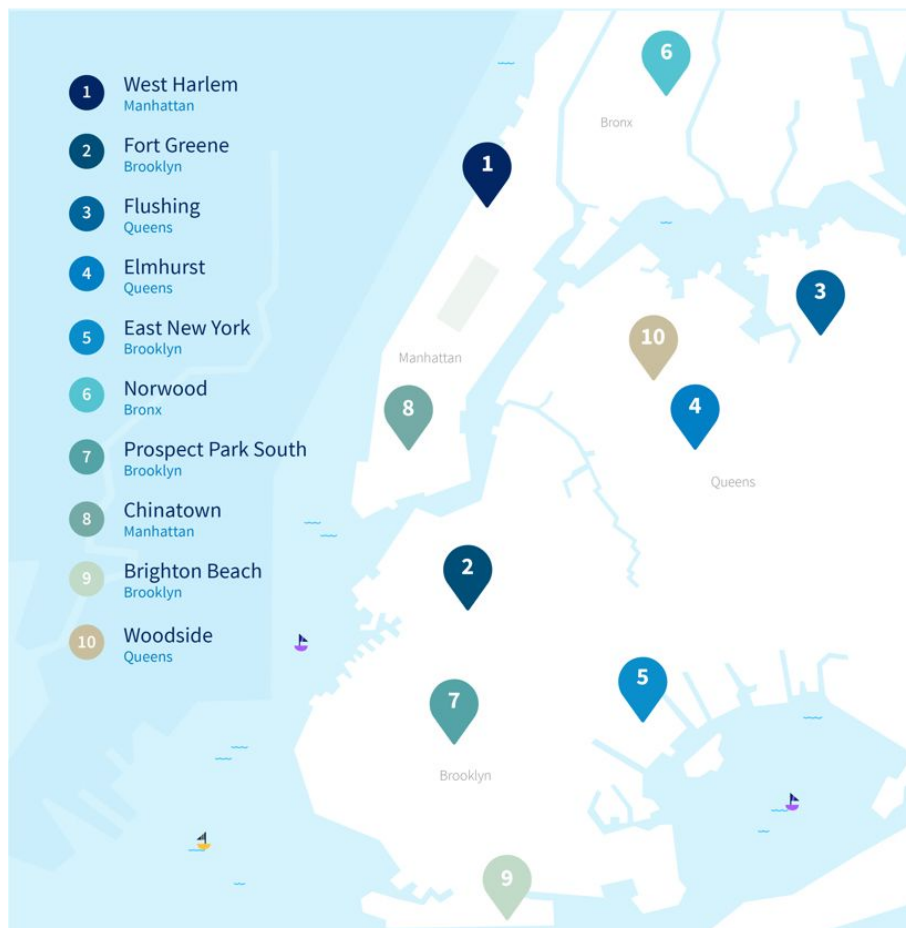 1
West Harlem
Manhattan
2
Fort Greene
Brooklyn
3
Flushing
Queens
4
Elmhurst
Queens
5
East New York
Brooklyn
6
Norwood
Bronx
7
Prospect Park South
Brooklyn
8
Chinatown
Manhattan
9
Brighton Beach
Brooklyn
10
Woodside
Queens
6
Bronx
1
3
10
Manhattan
8
4
Queens
2
5
7
Brooklyn
9